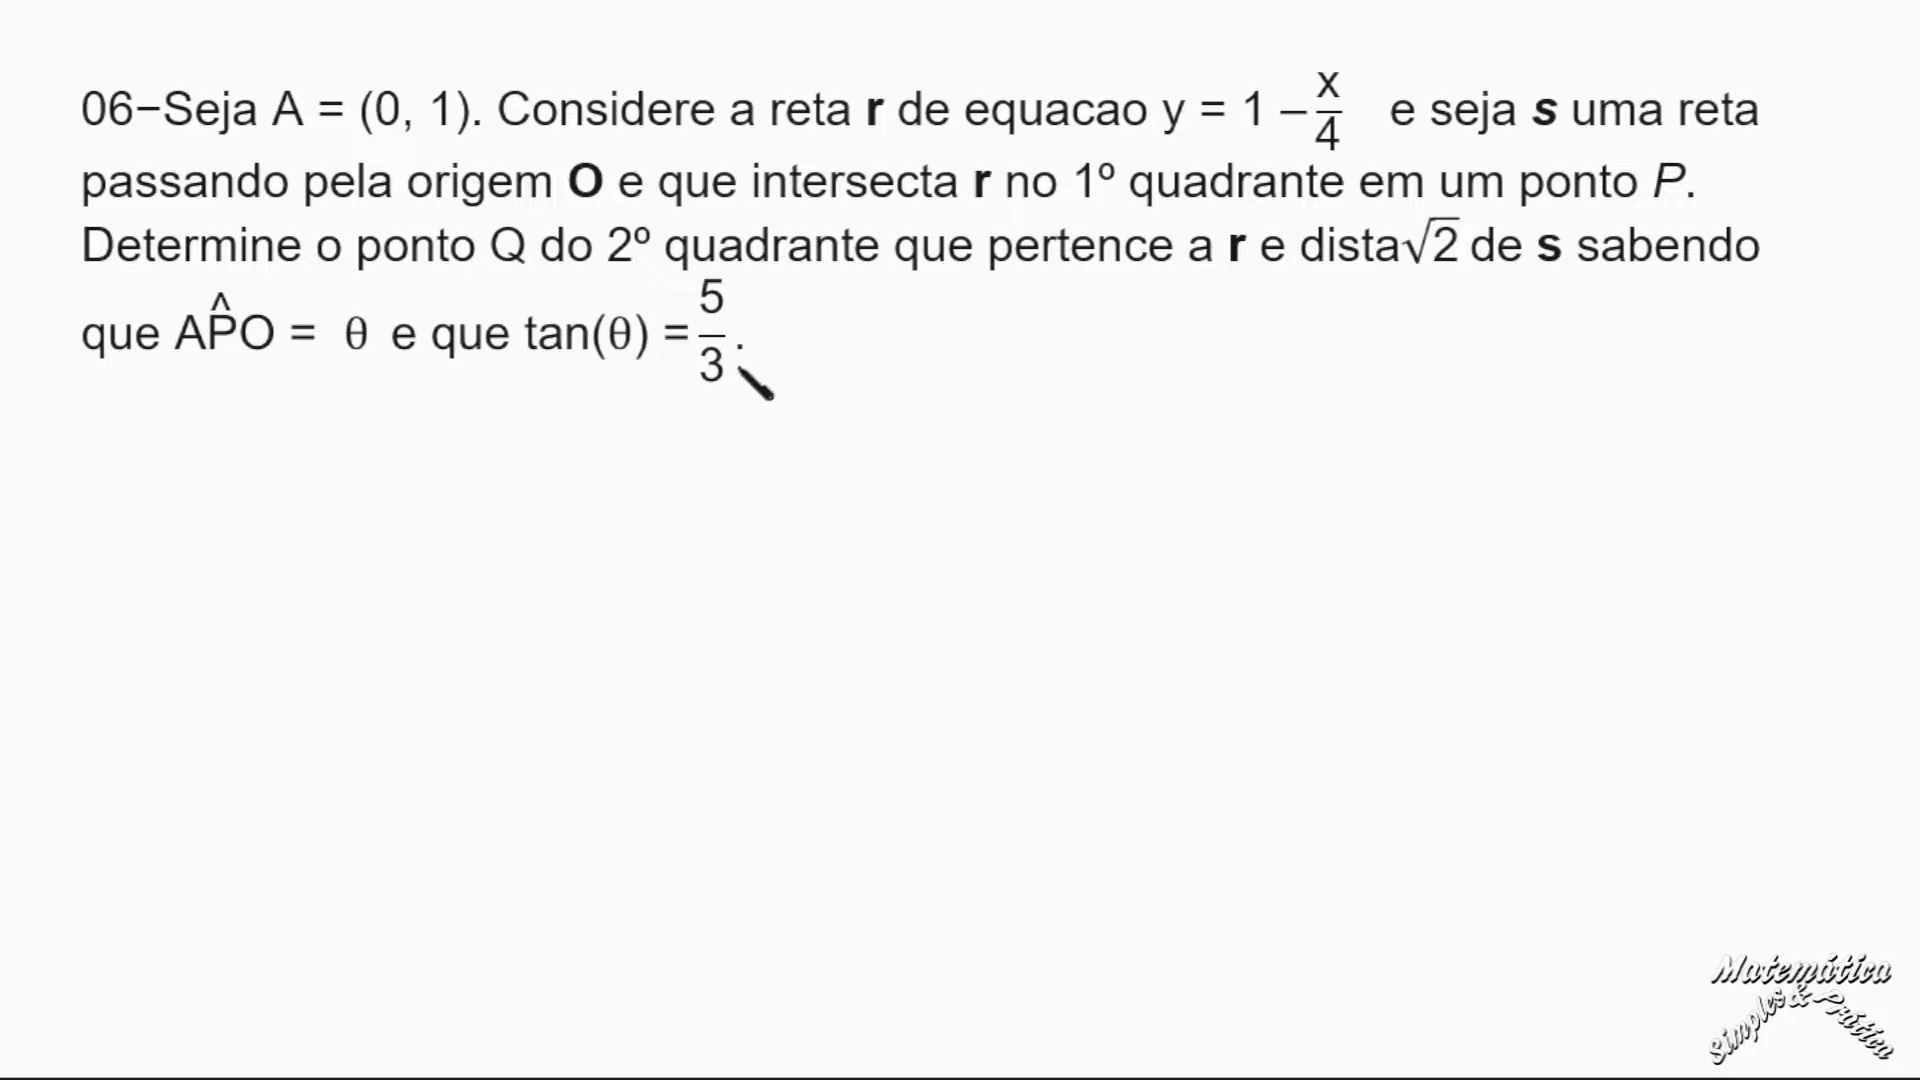 06−Seja A = (0, 1). Considere a reta r de equacao y = 1 − x/4 e seja s uma reta
passando pela origem O e que intersecta r no 1º quadrante em um ponto P.
Determine o ponto Q do 2º quadrante que pertence a r e dista√2 de s sabendo
que AP̂O = θ e que tan(θ) = 5/3.
Matemática
Simples & Prática